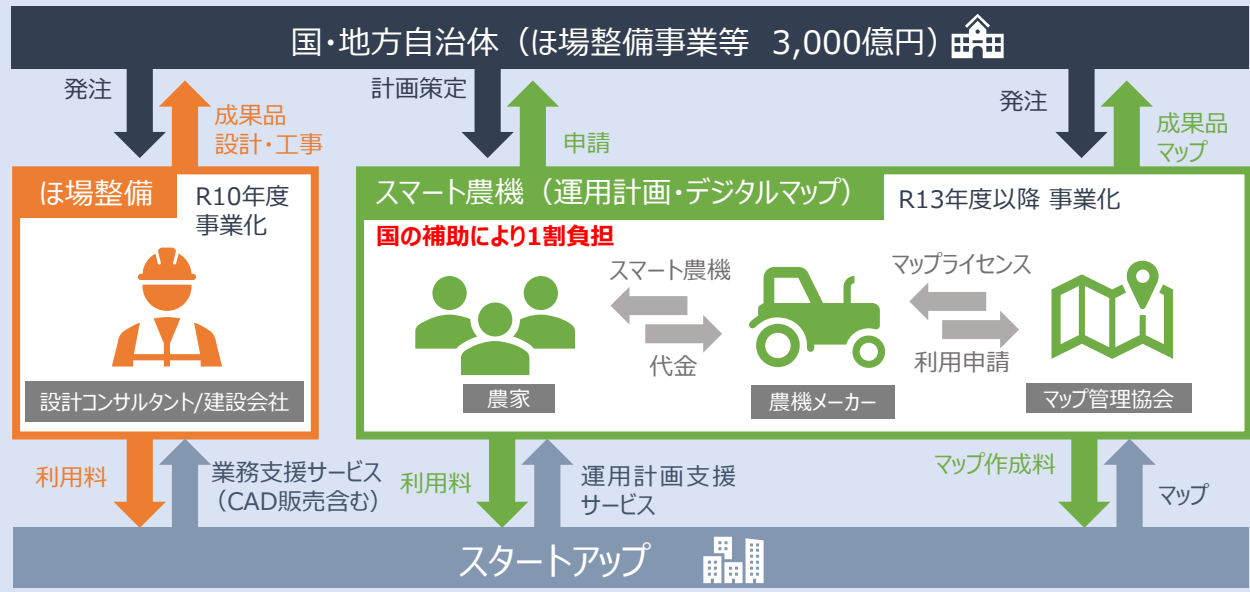 国・地方自治体（ほ場整備事業等　3,000億円）
発注
成果品
設計・工事
計画策定
申請
発注
成果品
マップ
ほ場整備
R10年度
事業化
設計コンサルタント/建設会社
スマート農機（運用計画・デジタルマップ）
R13年度以降 事業化
国の補助により1割負担
スマート農機
代金
マップライセンス
利用申請
農家
農機メーカー
マップ管理協会
利用料
業務支援サービス
（CAD販売含む）
利用料
運用計画支援
サービス
マップ作成料
マップ
スタートアップ